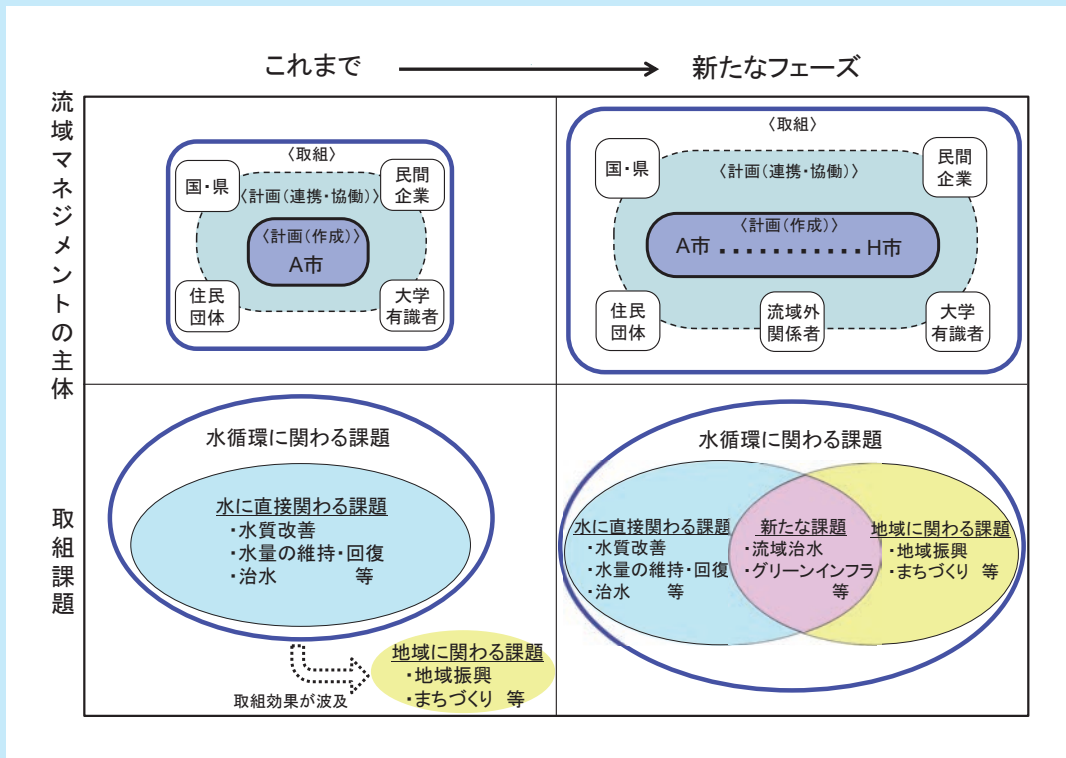 これまで
新たなフェーズ
流域マネジメントの主体
〈取組〉
国・県
民間
企業
〈計画(連携・協働)〉
〈計画(作成)〉
A市
住民
団体
大学
有識者
〈取組〉
国・県
民間
企業
〈計画(連携・協働)〉
〈計画(作成)〉
A市 ・・・・・・・・・・・ H市
住民
団体
流域外
関係者
大学
有識者
取組課題
水循環に関わる課題
水に直接関わる課題
・水質改善
・水量の維持・回復
・治水 等
取組効果が波及
地域に関わる課題
・地域振興
・まちづくり 等
水循環に関わる課題
水に直接関わる課題
・水質改善
・水量の維持・回復
・治水 等
新たな課題
・流域治水
・グリーンインフラ
等
地域に関わる課題
・地域振興
・まちづくり 等